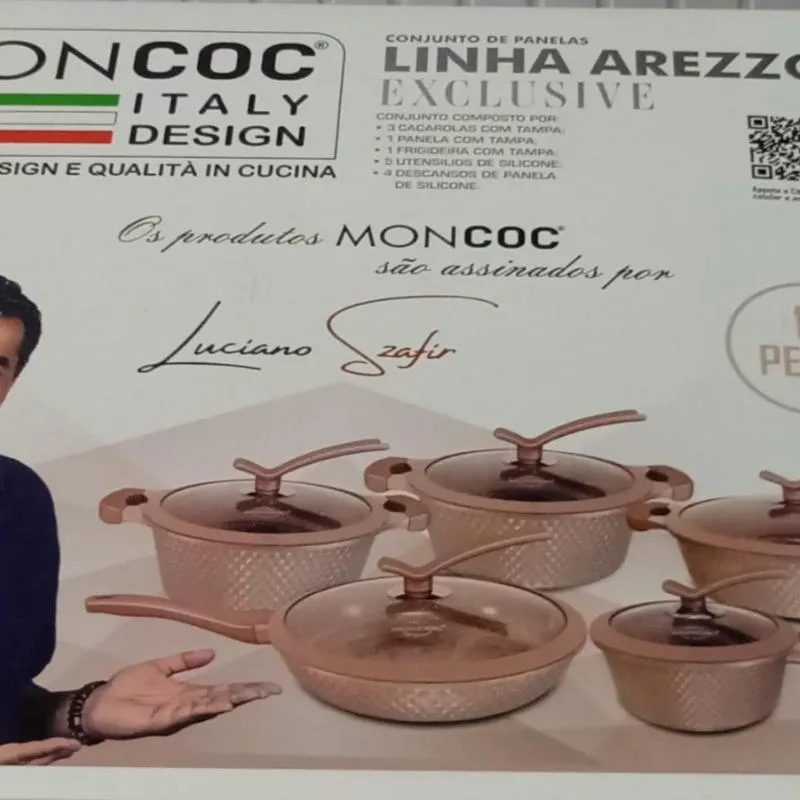 ONCOC®
ITALY
DESIGN
SIGN E QUALITÀ IN CUCINA
CONJUNTO DE PANELAS
LINHA AREZZO
EXCLUSIVE
CONJUNTO COMPOSTO POR:
• 3 CAÇAROLAS COM TAMPA;
• 1 PANELA COM TAMPA;
• 1 FRIGIDEIRA COM TAMPA;
• 5 UTENSILIOS DE SILICONE;
• 4 DESCANSOS DE PANELA
DE SILICONE.
Os produtos MONCOC®
são assinados por
Luciano Szafir